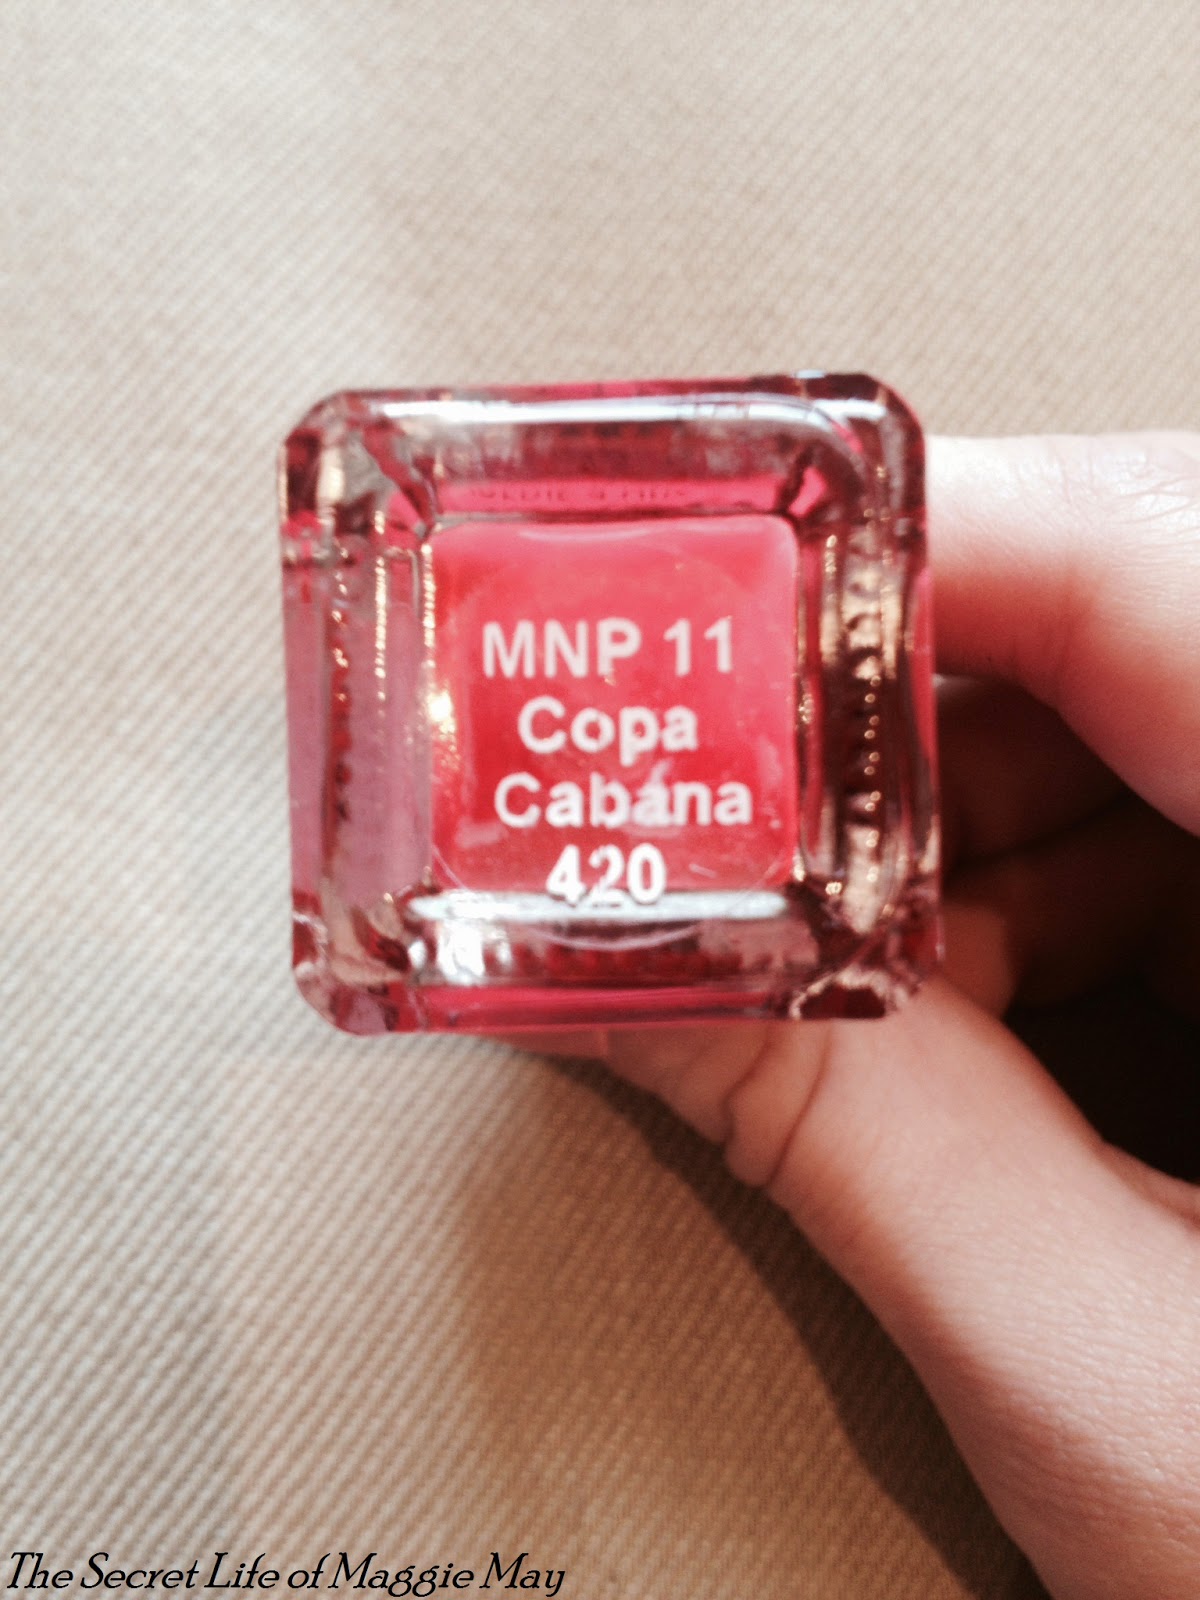 MNP 11
Copa
Cabana
420
The Secret Life of Maggie May